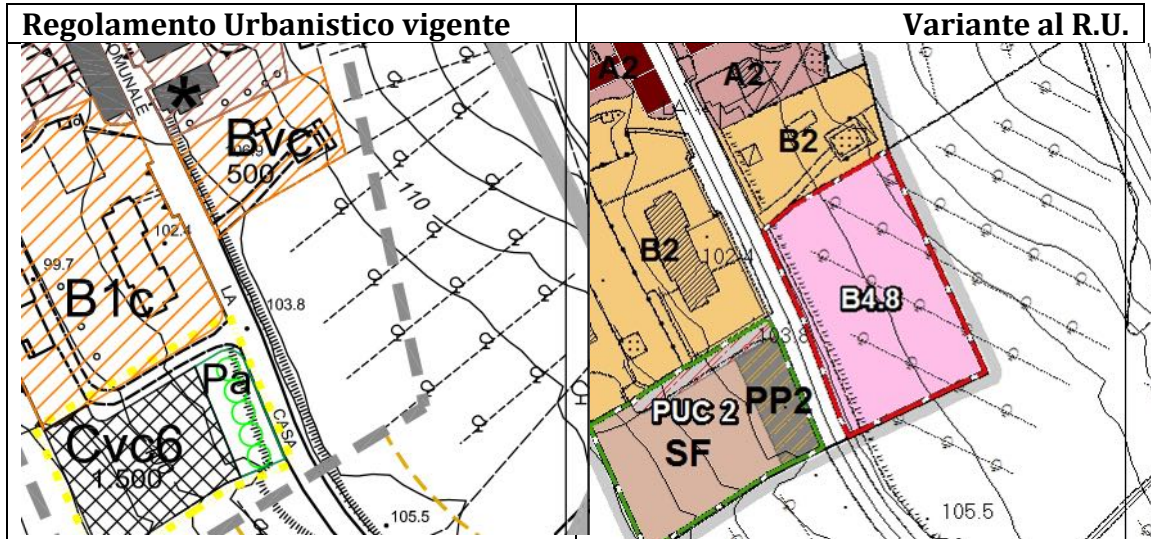 Regolamento Urbanistico vigente
Variante al R.U.
OMUNALE
*
Bvc
500
110
102.4
99.7
B1c
LA
103.8
Pa
CASA
Cvc6
1.500
105.5
A2
A2
B2
B2
102.4
B4.8
103.8
PUC 2
PP2
SF
105.5